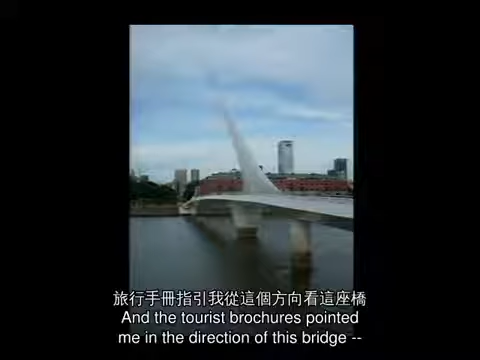 旅行手冊指引我從這個方向看這座橋
And the tourist brochures pointed
me in the direction of this bridge --